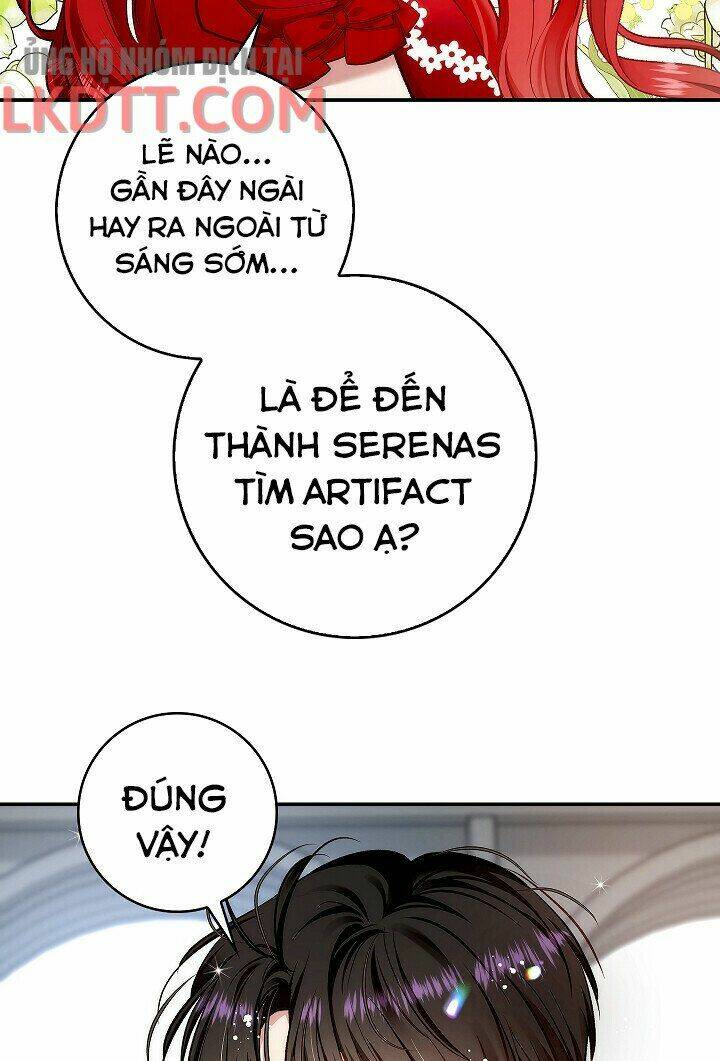 ỦNG HỘ NHÓM DỊCH TẠI
LKDTT.COM
LẼ NÀO...
GẦN ĐÂY NGÀI
HAY RA NGOÀI TỪ
SÁNG SỚM...
LÀ ĐỂ ĐẾN
THÀNH SERENAS
TÌM ARTIFACT
SAO Ạ?
ĐÚNG
VẬY!